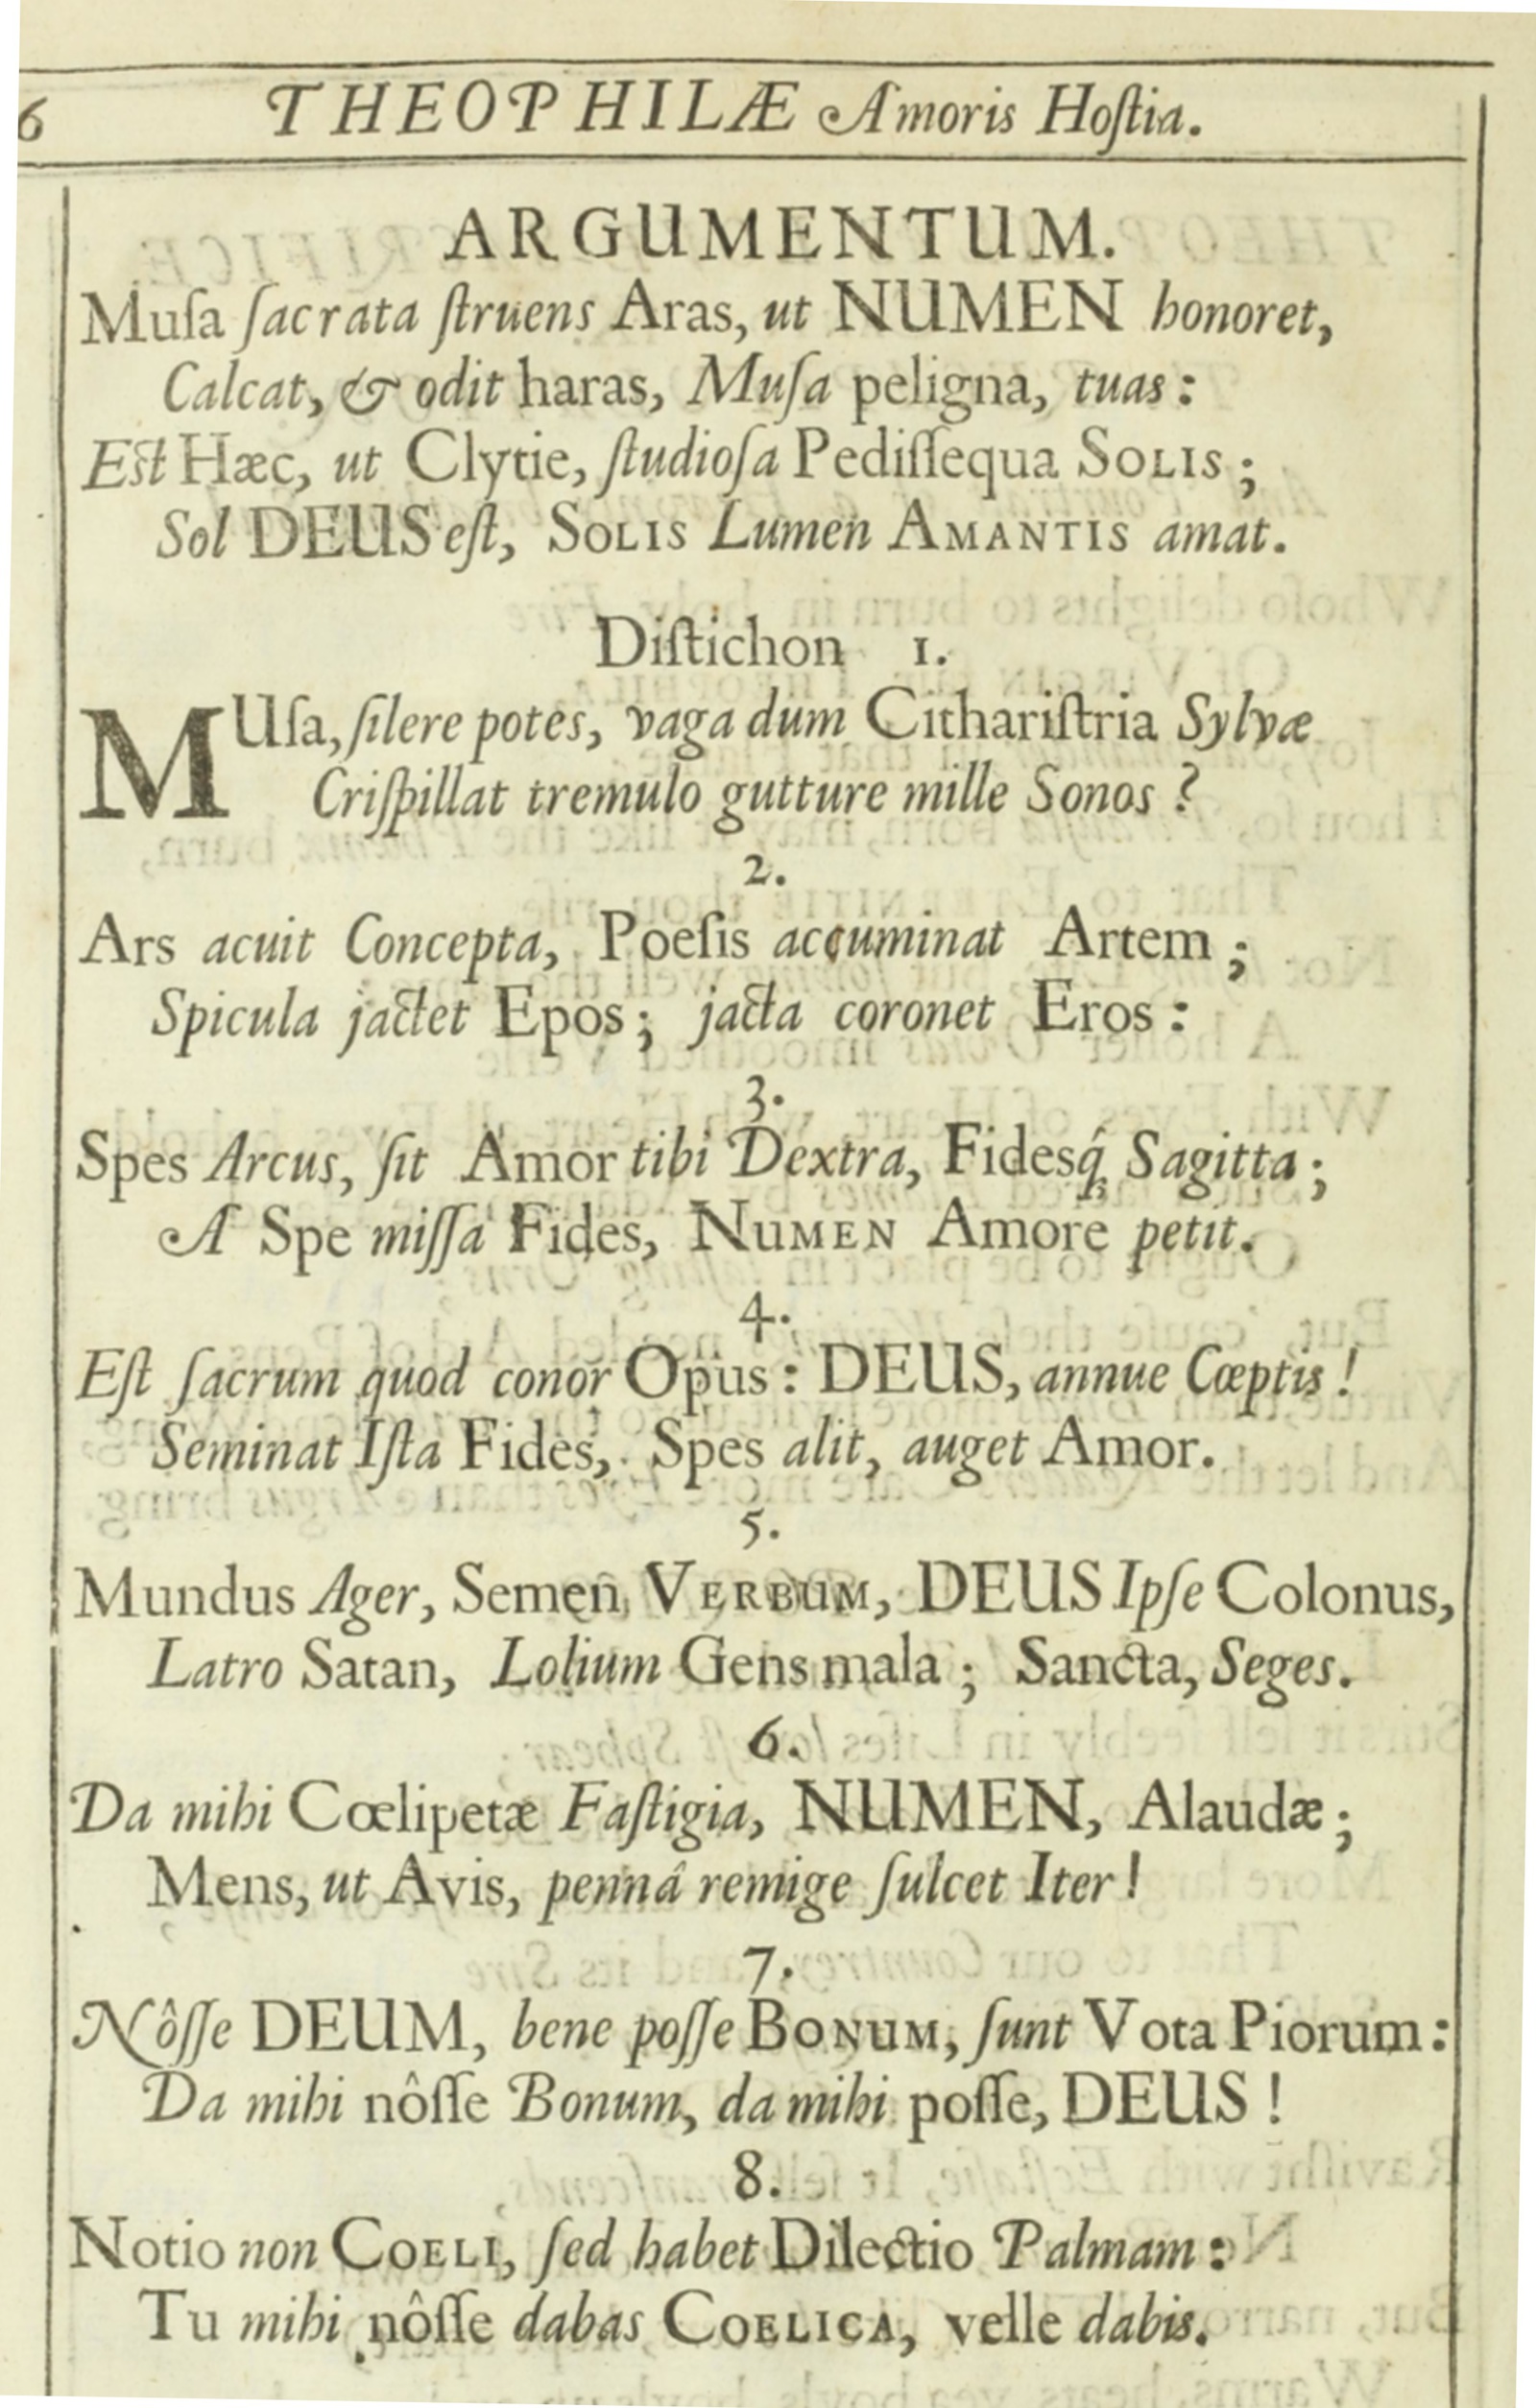 6 THEOPHILÆ Amoris Hoſtia.
ARGUMENTUM.
Muſa ſacrata ſtruens Aras, ut NUMEN honoret,
Calcat, & odit haras, Muſa peligna, tuas:
Eſt Hæc, ut Clytie, ſtudioſa Pediſſequa SOLIS;
Sol DEUS eſt, SOLIS Lumen AMANTIS amat.
Diſtichon 1.
MUſa, ſilere potes, vaga dum Cithariſtria Sylvæ
Criſpillat tremulo gutture mille Sonos?
2.
Ars acuit Concepta, Poeſis accuminat Artem;
Spicula jactet Epos; jacta coronet Eros:
3.
Spes Arcus, ſit Amor tibi Dextra, Fidesq́; Sagitta;
A Spe miſſa Fides, NUMEN Amore petit.
4.
Eſt ſacrum quod conor Opus: DEUS, annue Cœptis!
Seminat Iſta Fides, Spes alit, auget Amor.
5.
Mundus Ager, Semen VERBUM, DEUS Ipſe Colonus,
Latro Satan, Lolium Gens mala; Sancta, Seges.
6.
Da mihi Cœlipetæ Faſtigia, NUMEN, Alaudæ;
Mens, ut Avis, pennâ remige ſulcet Iter!
7.
Nôſſe DEUM, bene poſſe BONUM, ſunt Vota Piorum:
Da mihi nôſſe Bonum, da mihi poſſe, DEUS!
8.
Notio non COELI, ſed habet Dilectio Palmam:
Tu mihi nôſſe dabas COELICA, velle dabis.